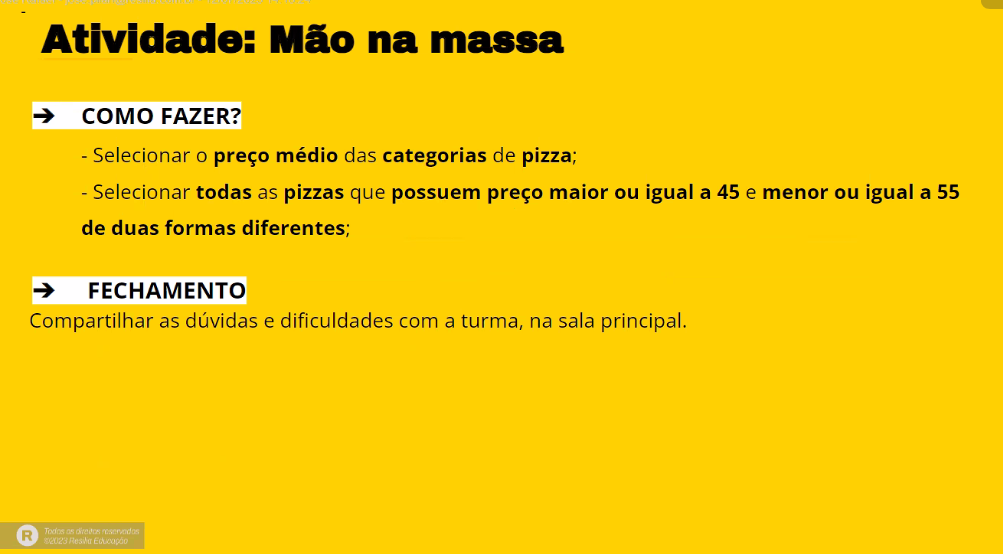 -
Atividade: Mão na massa
➔ COMO FAZER?
- Selecionar o preço médio das categorias de pizza;
- Selecionar todas as pizzas que possuem preço maior ou igual a 45 e menor ou igual a 55
de duas formas diferentes;
➔ FECHAMENTO
Compartilhar as dúvidas e dificuldades com a turma, na sala principal.
R
Todos os direitos reservados
©2023 Resilia Educação